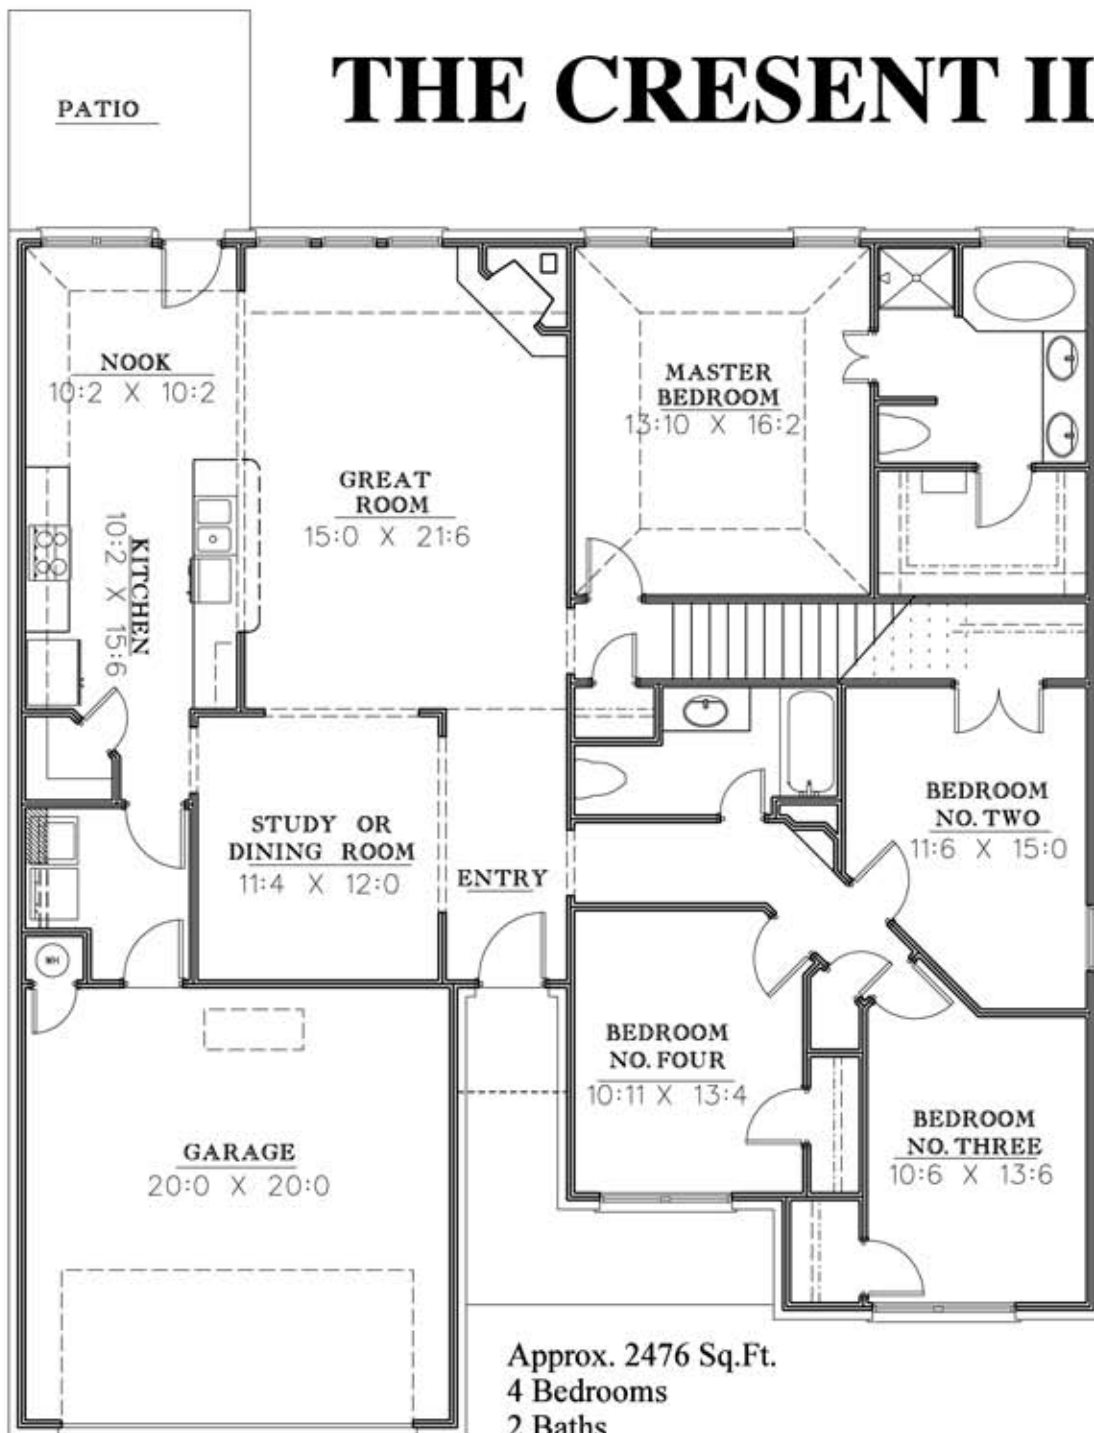 THE CRESENT II
PATIO
NOOK
10:2 X 10:2
GREAT
ROOM
15:0 X 21:6
MASTER
BEDROOM
13:10 X 16:2
KITCHEN
10:2 X 15:6
STUDY OR
DINING ROOM
11:4 X 12:0
ENTRY
BEDROOM
NO. TWO
11:6 X 15:0
WH
BEDROOM
NO. FOUR
10:11 X 13:4
BEDROOM
NO. THREE
10:6 X 13:6
GARAGE
20:0 X 20:0
Approx. 2476 Sq.Ft.
4 Bedrooms
2 Baths